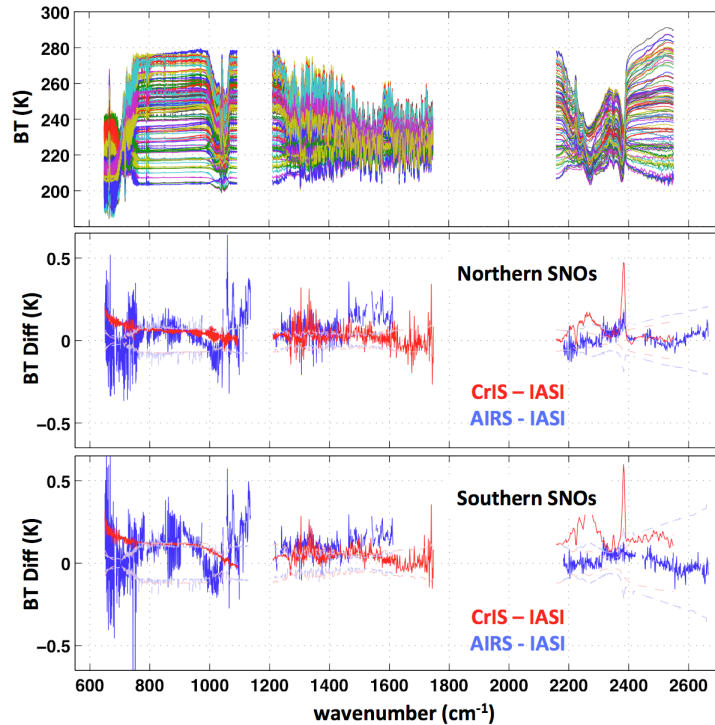 300
280
260
240
220
200
BT (K)
0.5
0
−0.5
BT Diff (K)
Northern SNOs
CrIS – IASI
AIRS - IASI
0.5
0
−0.5
BT Diff (K)
Southern SNOs
CrIS – IASI
AIRS - IASI
600 800 1000 1200 1400 1600 1800 2000 2200 2400 2600
wavenumber (cm⁻¹)